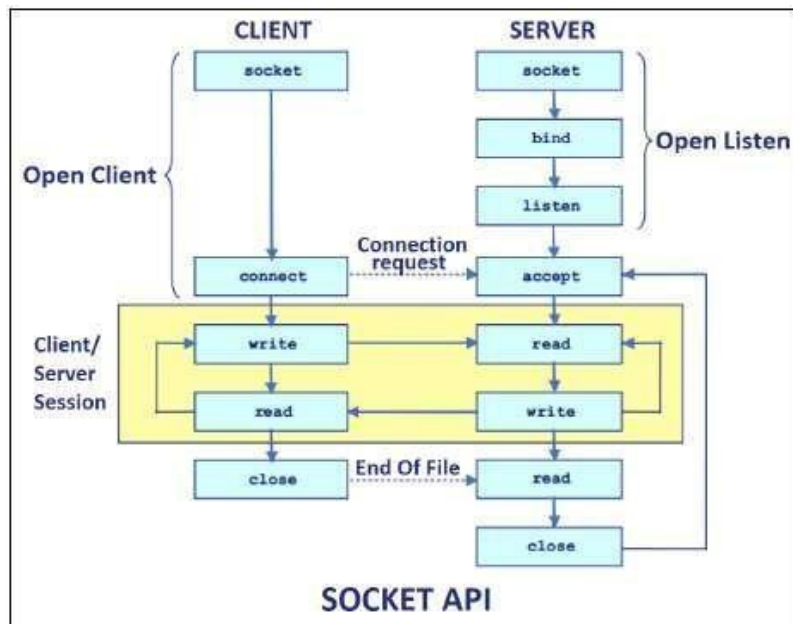 CLIENT
SERVER
socket
socket
bind
Open Client
Open Listen
listen
Connection
request
connect
accept
Client/
Server
Session
write
read
read
write
End Of File
close
read
close
SOCKET API